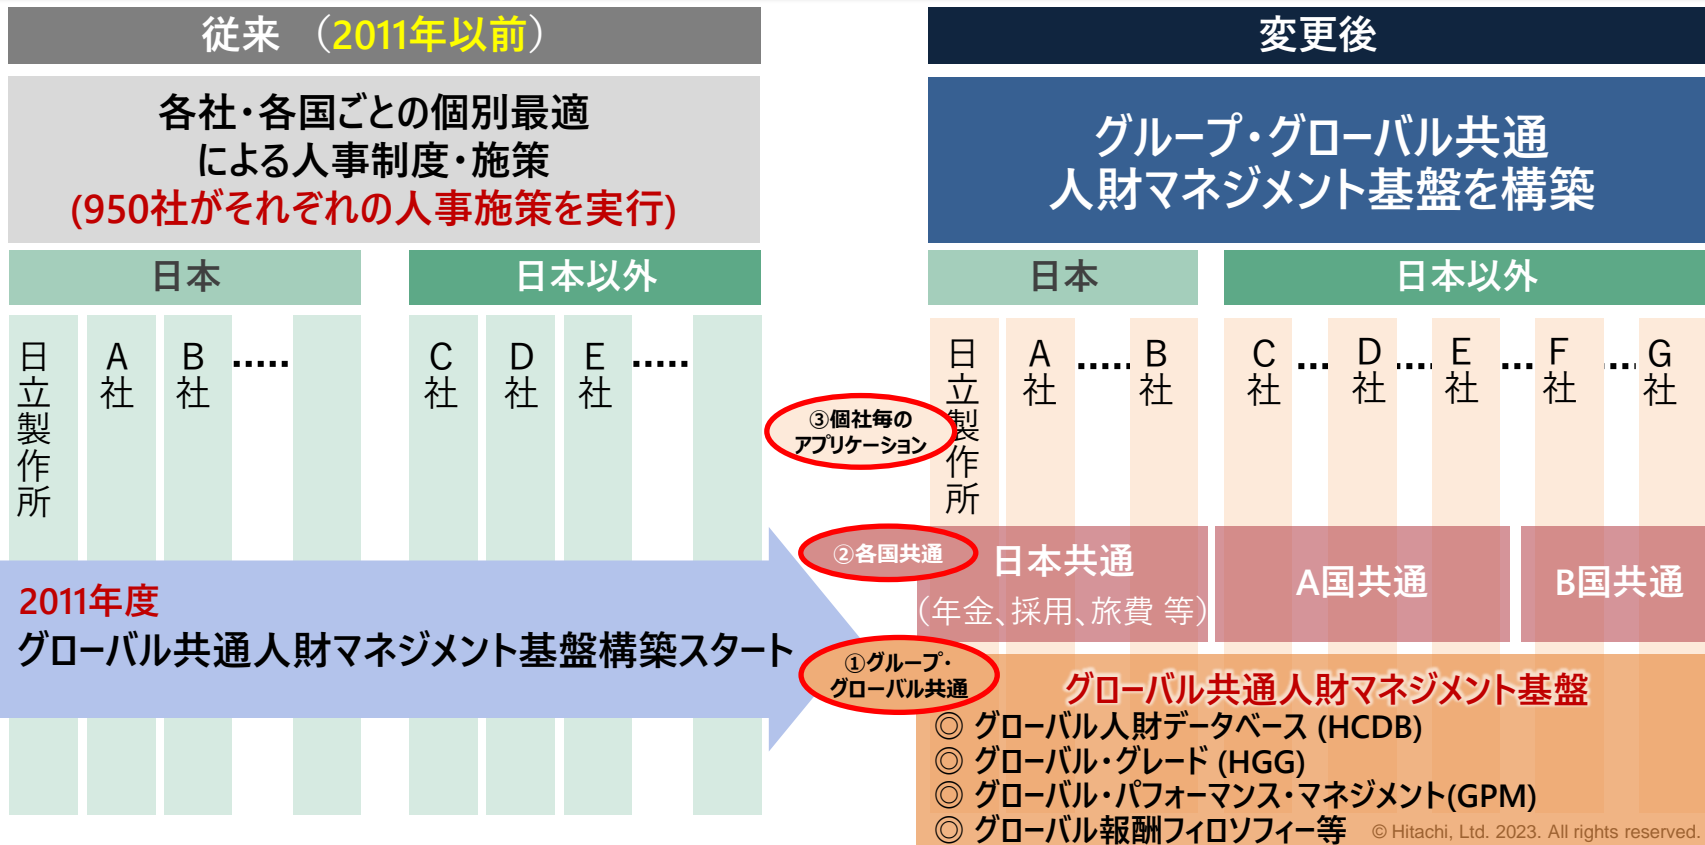 従来 （2011年以前）
各社・各国ごとの個別最適
による人事制度・施策
(950社がそれぞれの人事施策を実行)
日本
日本以外
日立製作所
A社
B社
.....
C社
D社
E社
.....
2011年度
グローバル共通人財マネジメント基盤構築スタート
変更後
グループ・グローバル共通
人財マネジメント基盤を構築
日本
日本以外
日立製作所
A社
.....
B社
C社
...
D社
....
E社
...
F社
....
G社
③個社毎の
アプリケーション
②各国共通
日本共通
（年金、採用、旅費 等）
A国共通
B国共通
①グループ・
グローバル共通
グローバル共通人財マネジメント基盤
◎ グローバル人財データベース (HCDB)
◎ グローバル・グレード (HGG)
◎ グローバル・パフォーマンス・マネジメント(GPM)
◎ グローバル報酬フィロソフィー等
© Hitachi, Ltd. 2023. All rights reserved.